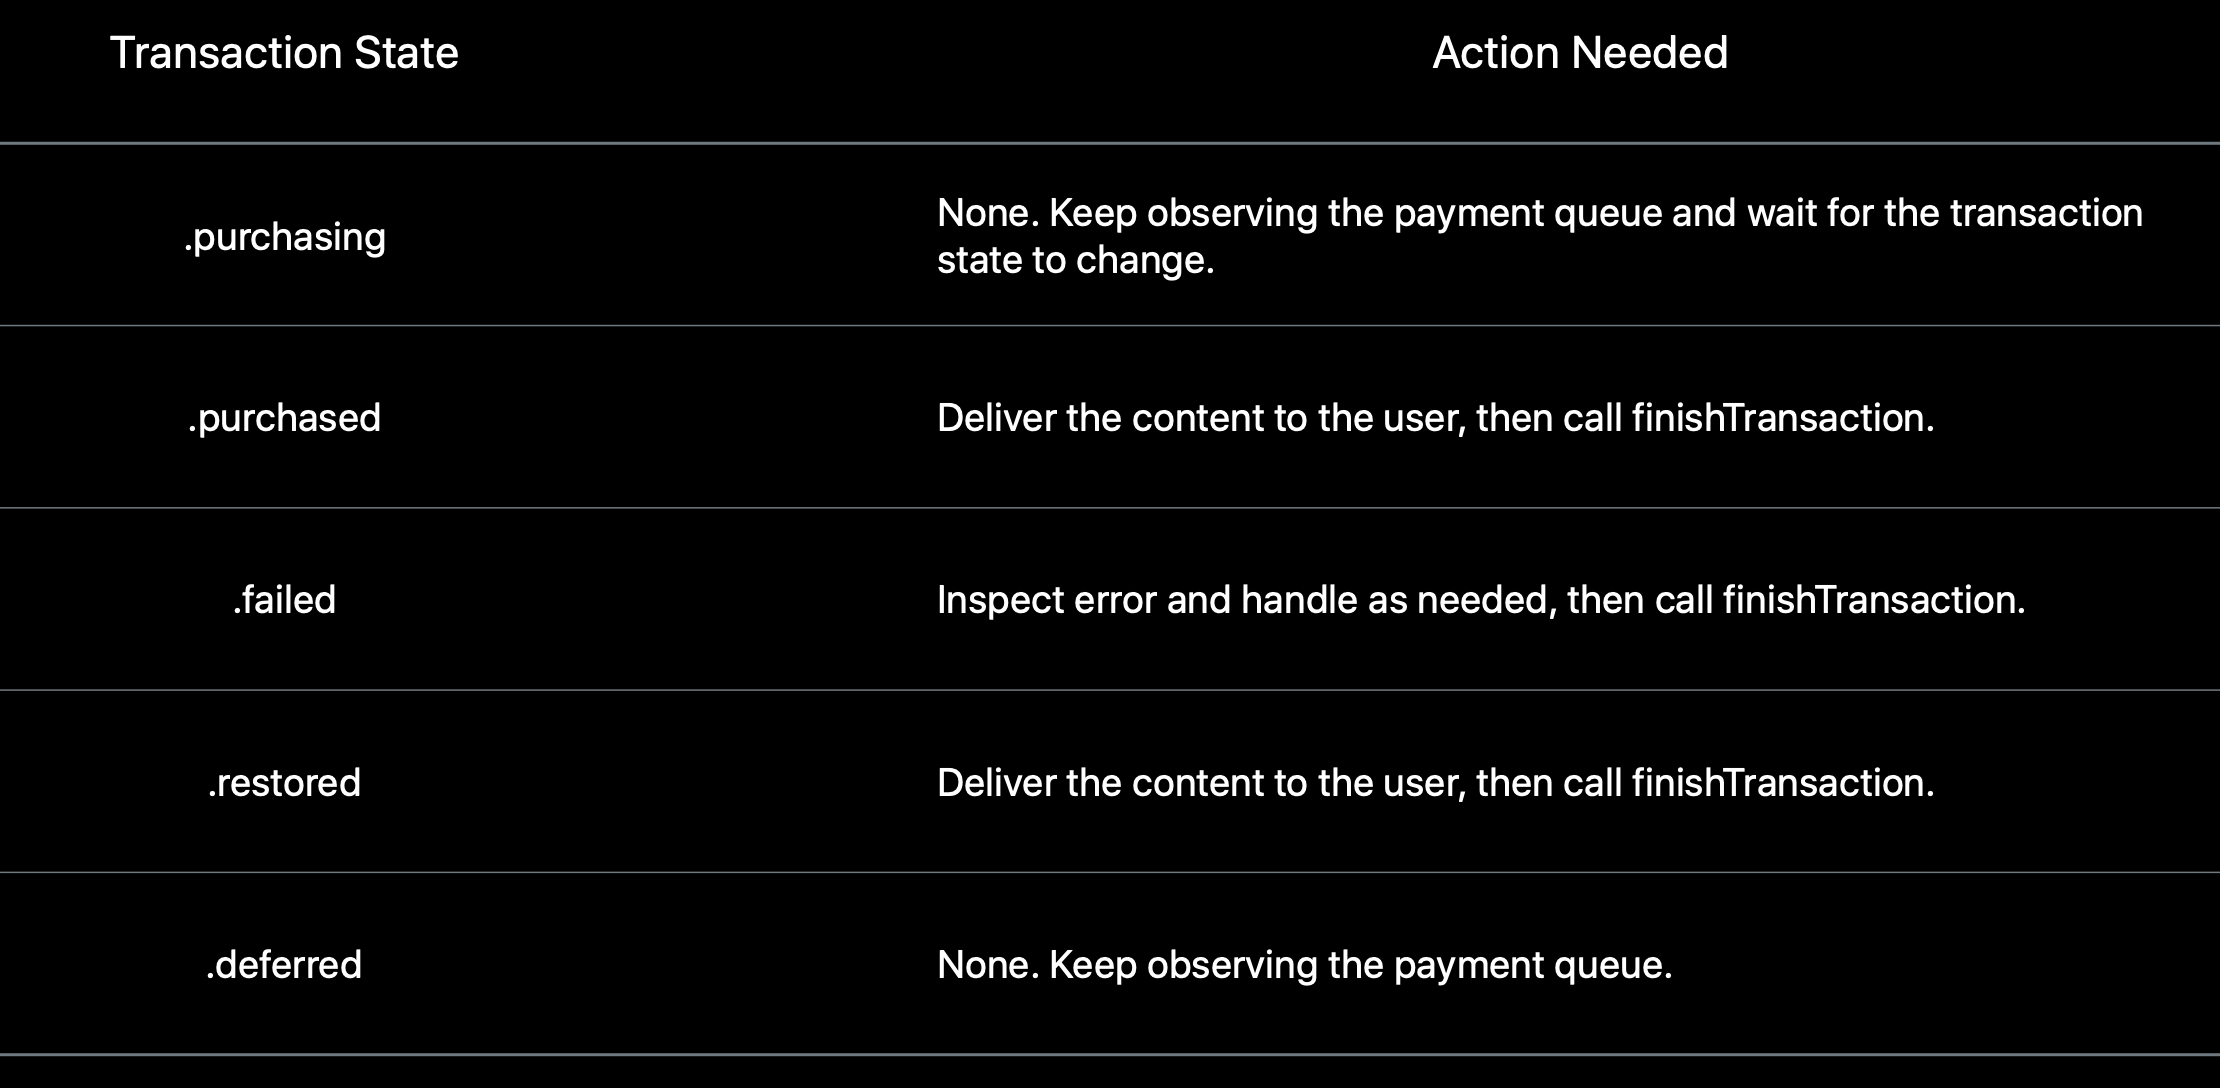 Transaction State
Action Needed
.purchasing
None. Keep observing the payment queue and wait for the transaction
state to change.
.purchased
Deliver the content to the user, then call finishTransaction.
.failed
Inspect error and handle as needed, then call finishTransaction.
.restored
Deliver the content to the user, then call finishTransaction.
.deferred
None. Keep observing the payment queue.